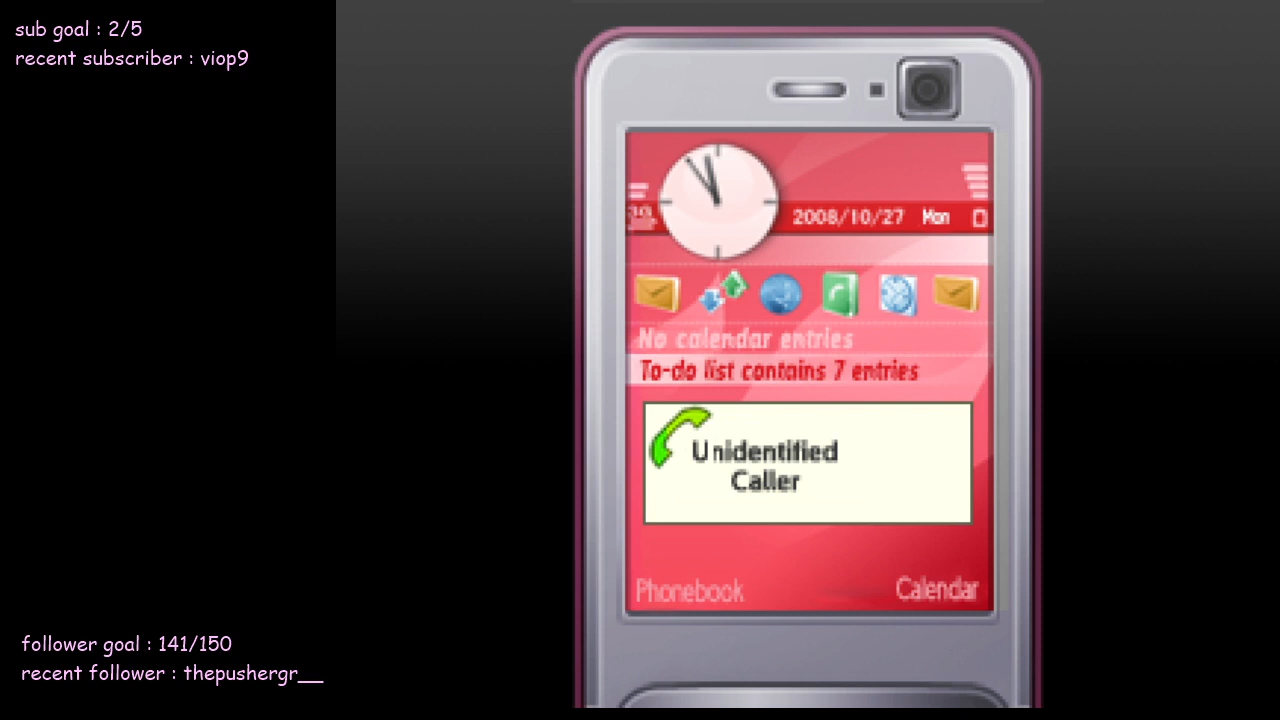 sub goal : 2/5
recent subscriber : viop9
2008/10/27 Mon
No calendar entries
To-do list contains 7 entries
Unidentified
Caller
Phonebook Calendar
follower goal : 141/150
recent follower : thepushergr__